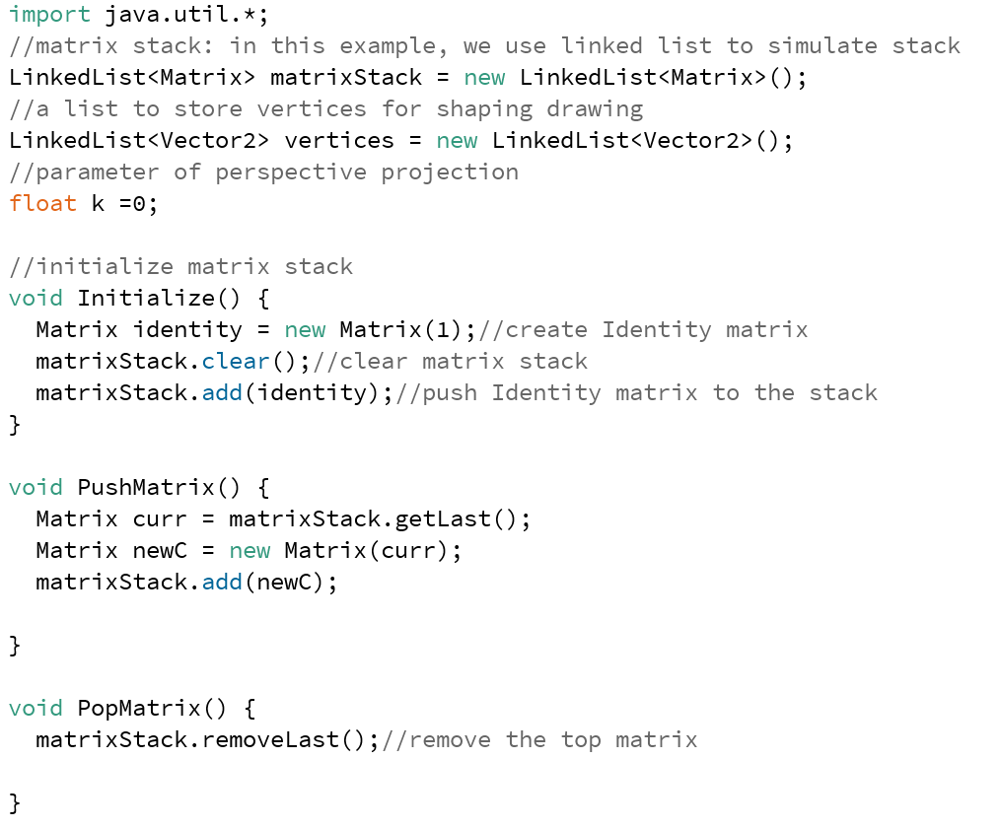 import java.util.*;
//matrix stack: in this example, we use linked list to simulate stack
LinkedList<Matrix> matrixStack = new LinkedList<Matrix>();
//a list to store vertices for shaping drawing
LinkedList<Vector2> vertices = new LinkedList<Vector2>();
//parameter of perspective projection
float k =0;

//initialize matrix stack
void Initialize() {
  Matrix identity = new Matrix(1);//create Identity matrix
  matrixStack.clear();//clear matrix stack
  matrixStack.add(identity);//push Identity matrix to the stack
}

void PushMatrix() {
  Matrix curr = matrixStack.getLast();
  Matrix newC = new Matrix(curr);
  matrixStack.add(newC);

}

void PopMatrix() {
  matrixStack.removeLast();//remove the top matrix

}